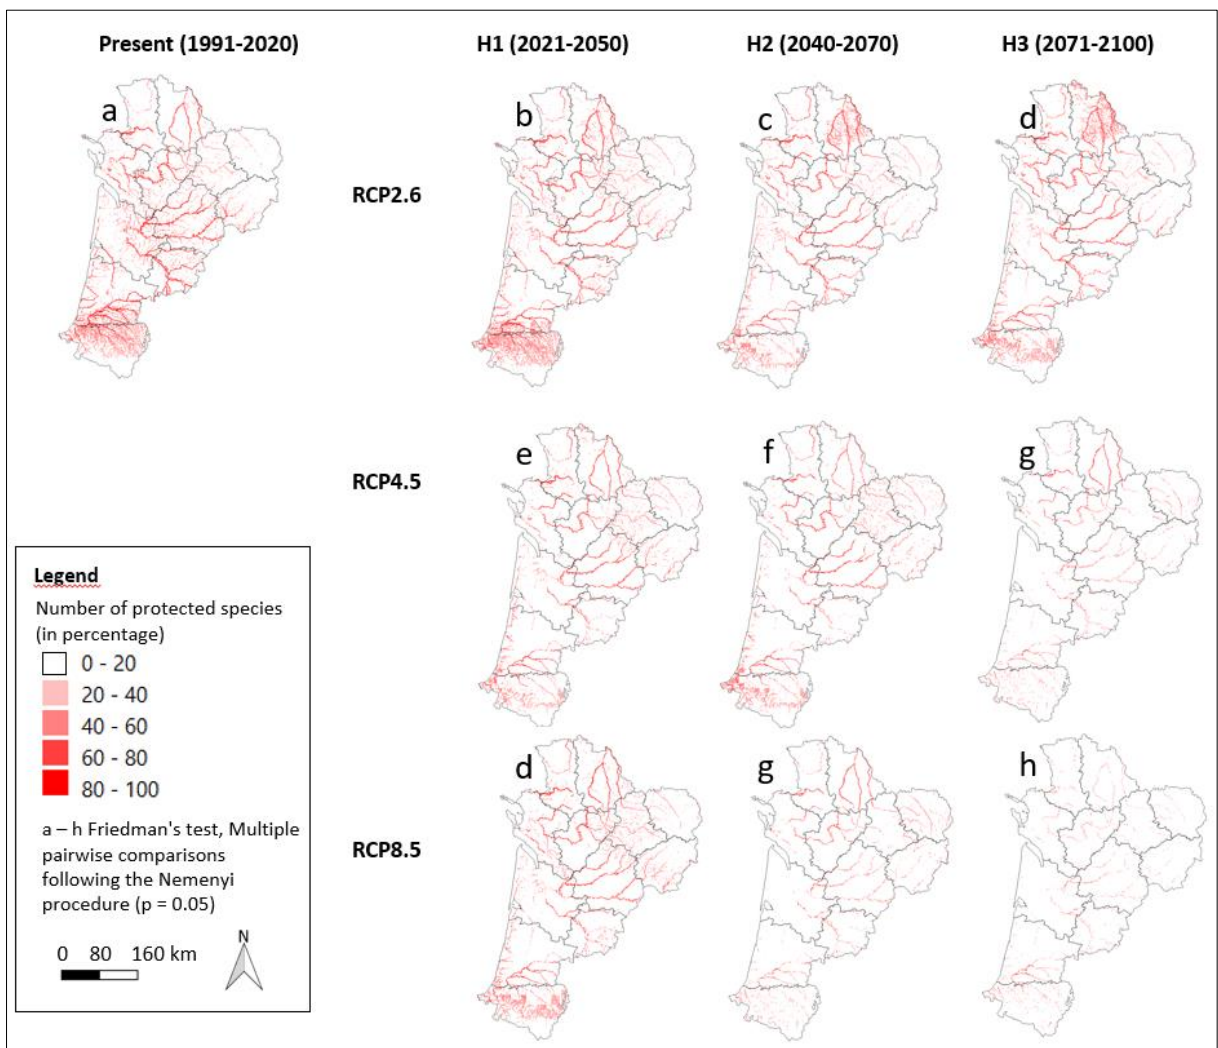 Present (1991-2020)
H1 (2021-2050)
H2 (2040-2070)
H3 (2071-2100)
a
b
c
d
RCP2.6
e
f
g
RCP4.5
d
g
h
RCP8.5
Legend
Number of protected species
(in percentage)
0 - 20
20 - 40
40 - 60
60 - 80
80 - 100
a – h Friedman's test, Multiple
pairwise comparisons
following the Nemenyi
procedure (p = 0.05)
0 80 160 km
N